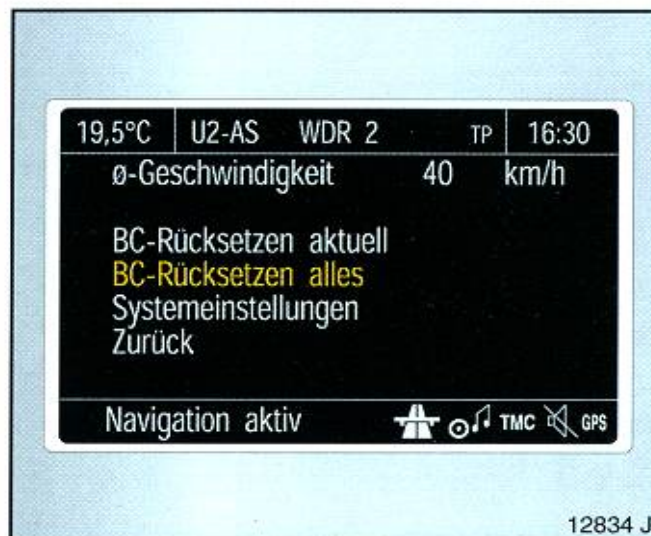 19,5°C U2-AS WDR 2 TP 16:30
ø-Geschwindigkeit 40 km/h
BC-Rücksetzen aktuell
BC-Rücksetzen alles
Systemeinstellungen
Zurück
Navigation aktiv TMC GPS
12834 J